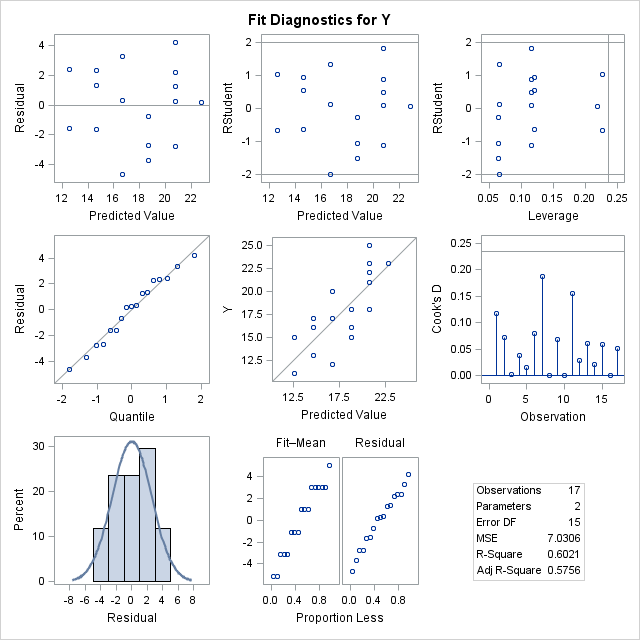 Fit Diagnostics for Y
Residual
4
2
0
-2
-4
12 14 16 18 20 22
Predicted Value
RStudent
2
1
0
-1
-2
12 14 16 18 20 22
Predicted Value
RStudent
2
1
0
-1
-2
0.05 0.10 0.15 0.20 0.25
Leverage
Residual
4
2
0
-2
-4
-2 -1 0 1 2
Quantile
Y
25.0
22.5
20.0
17.5
15.0
12.5
12.5 17.5 22.5
Predicted Value
Cook's D
0.25
0.20
0.15
0.10
0.05
0.00
0 5 10 15
Observation
Percent
30
20
10
0
-8 -6 -4 -2 0 2 4 6 8
Residual
Fit–Mean Residual
4
2
0
-2
-4
0.0 0.4 0.8 0.0 0.4 0.8
Proportion Less
Observations 17
Parameters 2
Error DF 15
MSE 7.0306
R-Square 0.6021
Adj R-Square 0.5756